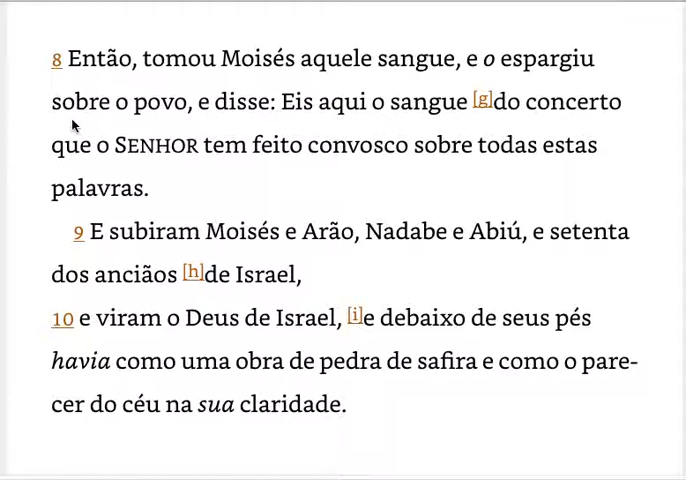 8 Então, tomou Moisés aquele sangue, e o espargiu
sobre o povo, e disse: Eis aqui o sangue [g]do concerto
que o SENHOR tem feito convosco sobre todas estas
palavras.
9 E subiram Moisés e Arão, Nadabe e Abiú, e setenta
dos anciãos [h]de Israel,
10 e viram o Deus de Israel, [i]e debaixo de seus pés
havia como uma obra de pedra de safira e como o pare-
cer do céu na sua claridade.